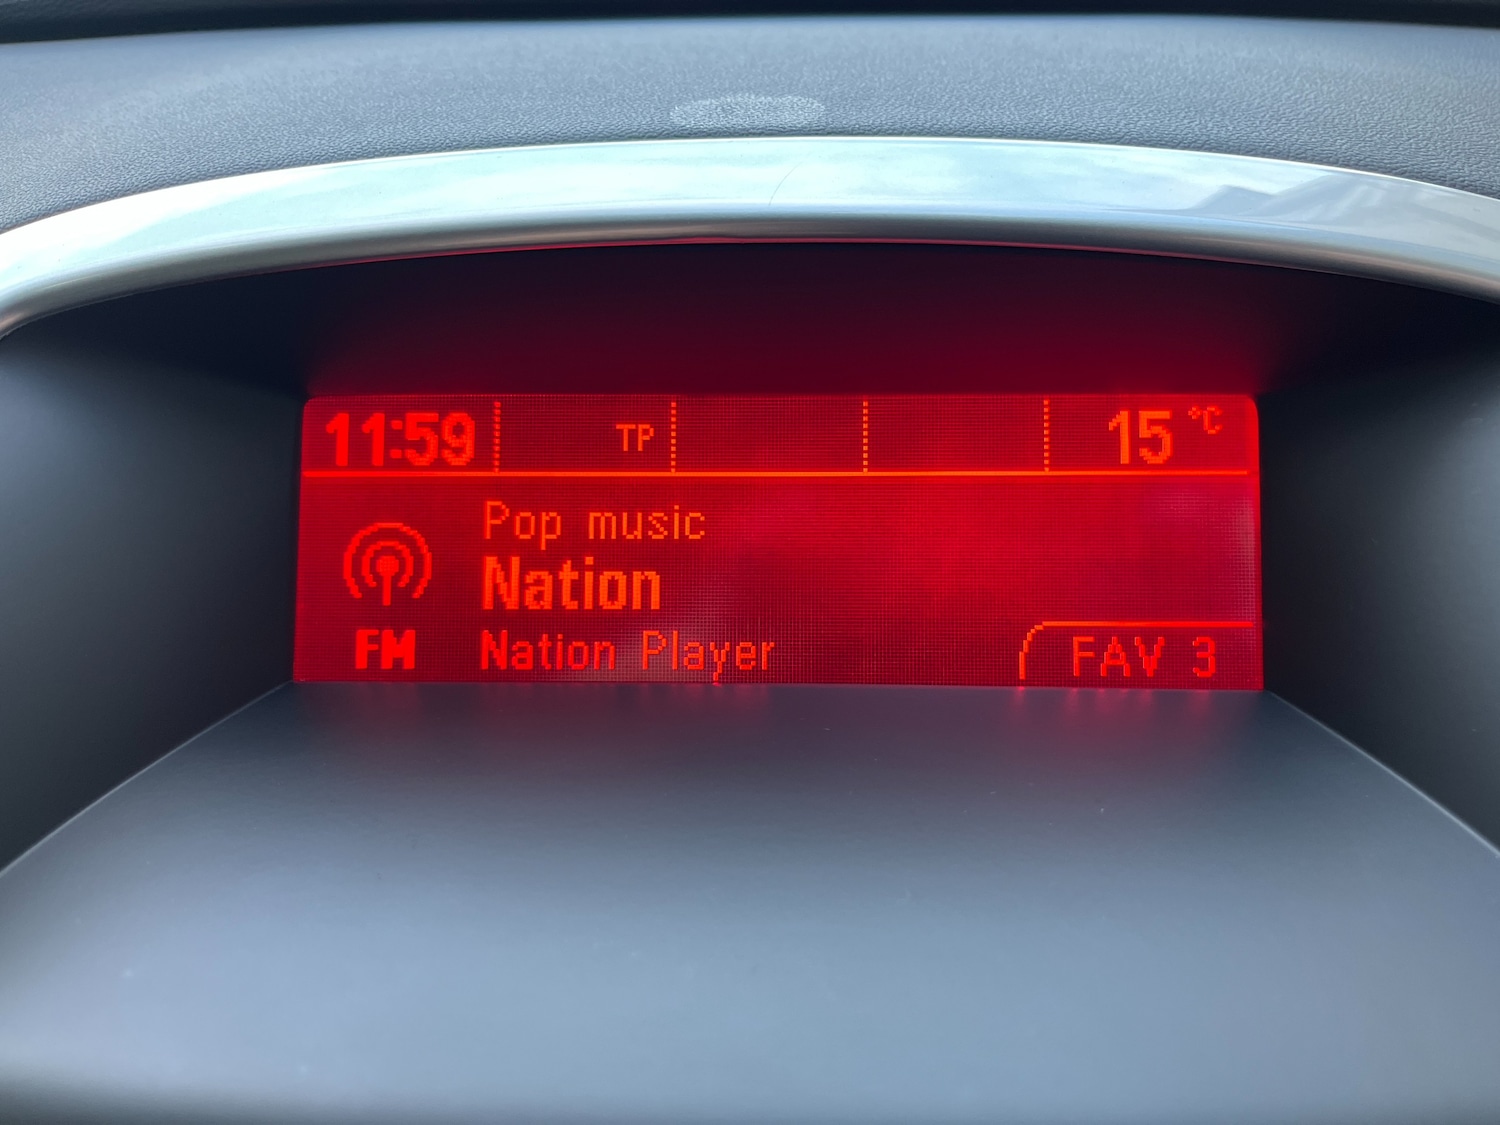 11:59 TP 15 °C
Pop music
Nation
FM Nation Player FAV 3